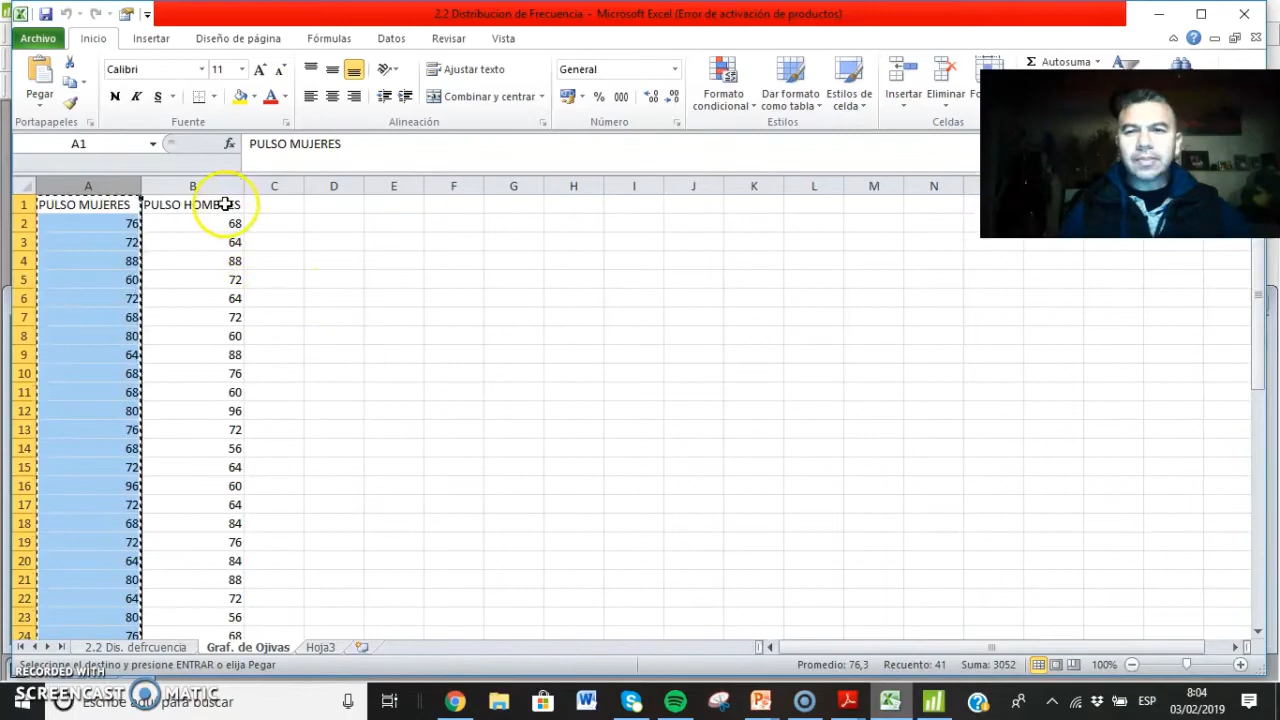 2.2 Distribucion de Frecuencia - Microsoft Excel (Error de activación de productos)
Archivo Inicio Insertar Diseño de página Fórmulas Datos Revisar Vista
Calibri 11 Ajustar texto General Autosuma
Pegar N K S Combinar y centrar % 000 Formato condicional Dar formato como tabla Estilos de celda Insertar Eliminar
Portapapeles Fuente Alineación Número Estilos Celdas
A1 fx PULSO MUJERES
A B C D E F G H I J K L M N
1 PULSO MUJERES PULSO HOMBRES
2 76 68
3 72 64
4 88 88
5 60 72
6 72 64
7 68 72
8 80 60
9 64 88
10 68 76
11 68 60
12 80 96
13 76 72
14 68 56
15 72 64
16 96 60
17 72 64
18 68 84
19 72 76
20 64 84
21 80 88
22 64 72
23 80 56
24 76 68
2.2 Dis. defrcuencia Graf. de Ojivas Hoja3
Seleccione el destino y presione ENTRAR o elija Pegar Promedio: 76,3 Recuento: 41 Suma: 3052 100%
RECORDED WITH
SCREENCAST MATIC
Escribe aquí para buscar
ESP
8:04
03/02/2019